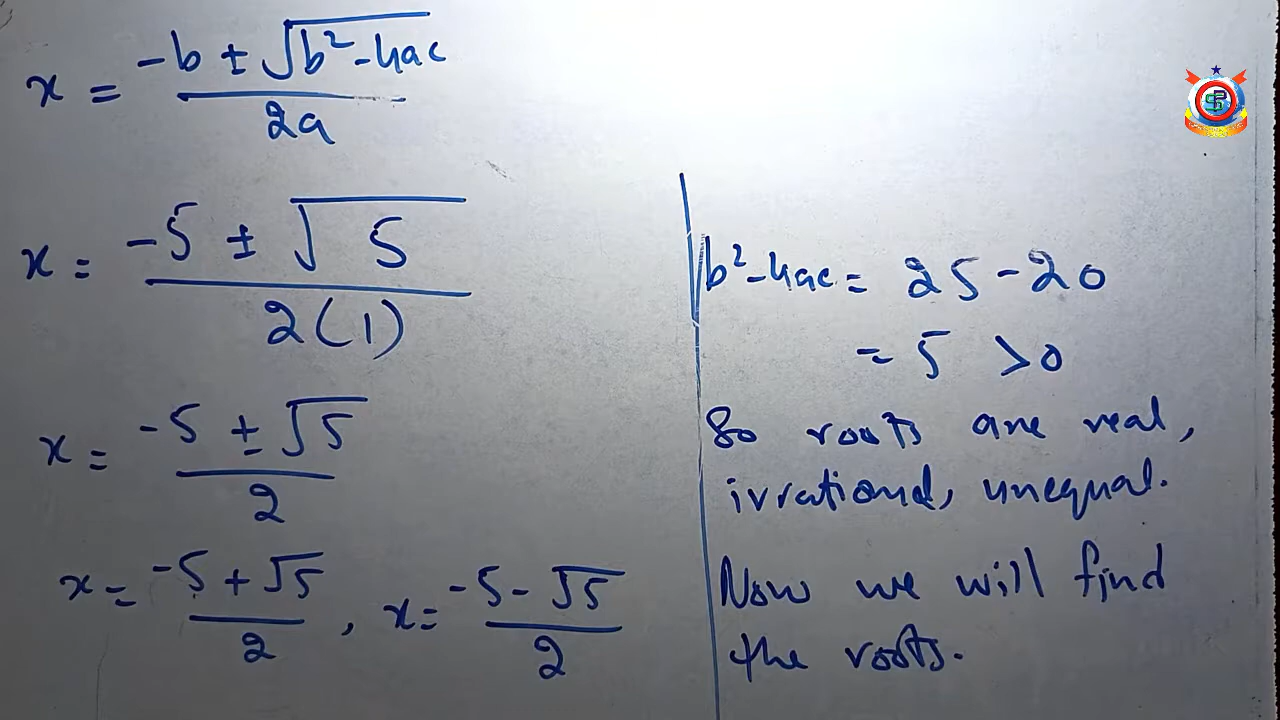 x = (-b ± √(b² - 4ac)) / 2a
x = (-5 ± √5) / 2(1)
x = (-5 ± √5) / 2
x = (-5 + √5) / 2 , x = (-5 - √5) / 2
b² - 4ac = 25 - 20
= 5 > 0
So roots are real,
irrational, unequal.
Now we will find
the roots.